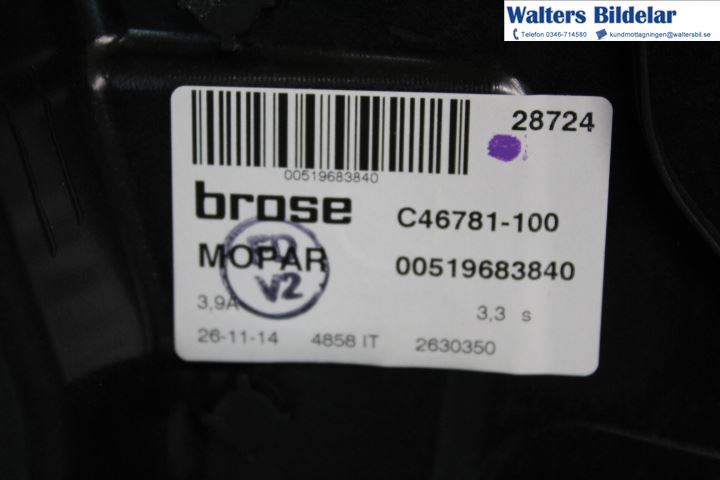 Walters Bildelar
Telefon 0346-714580 kundmottagningen@waltersbil.se
28724
00519683840
brose C46781-100
MOPAR 00519683840
V2
3,9A 3,3 s
26-11-14 4858 IT 2630350